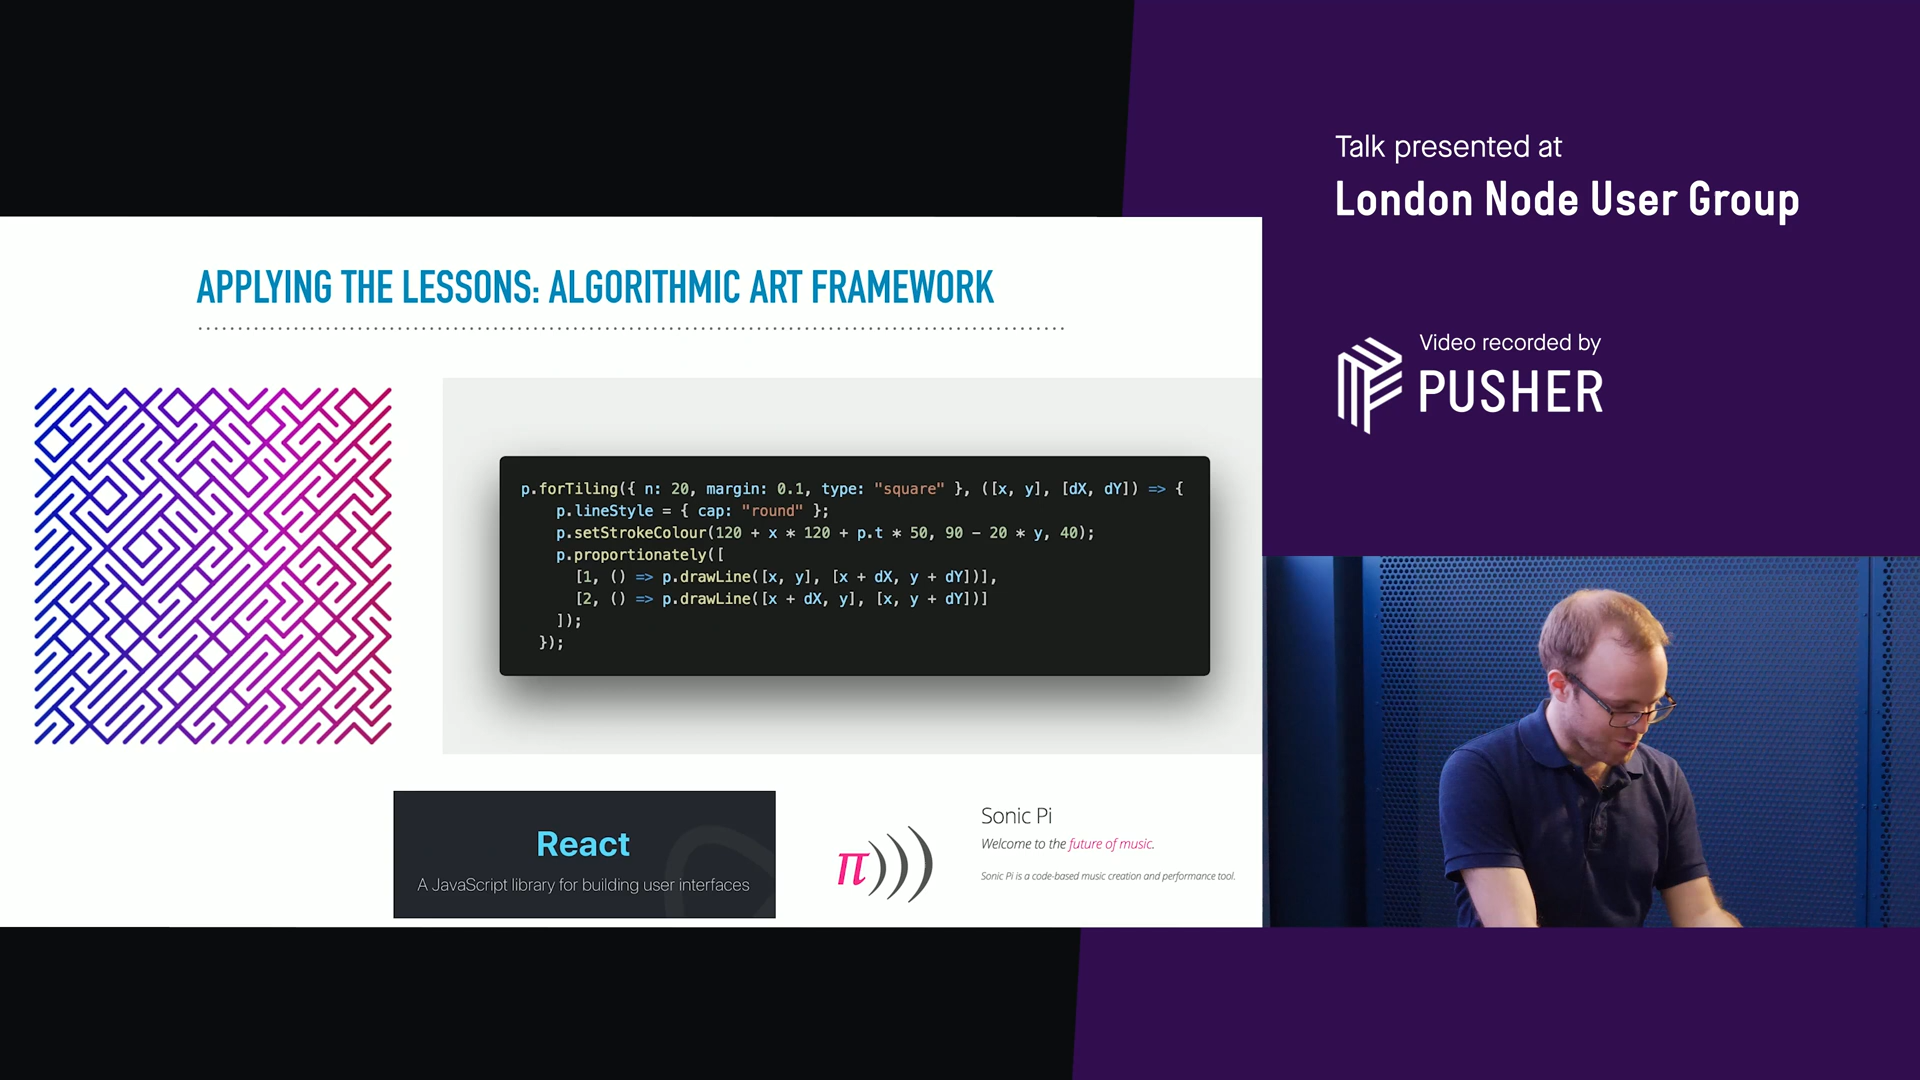 Talk presented at
London Node User Group
Video recorded by
PUSHER
APPLYING THE LESSONS: ALGORITHMIC ART FRAMEWORK
p.forTiling({ n: 20, margin: 0.1, type: "square" }, ([x, y], [dX, dY]) => {
p.lineStyle = { cap: "round" };
p.setStrokeColour(120 + x * 120 + p.t * 50, 90 - 20 * y, 40);
p.proportionately([
[1, () => p.drawLine([x, y], [x + dX, y + dY])],
[2, () => p.drawLine([x + dX, y], [x, y + dY])]
]);
});
React
A JavaScript library for building user interfaces
π)))
Sonic Pi
Welcome to the future of music.
Sonic Pi is a code-based music creation and performance tool.